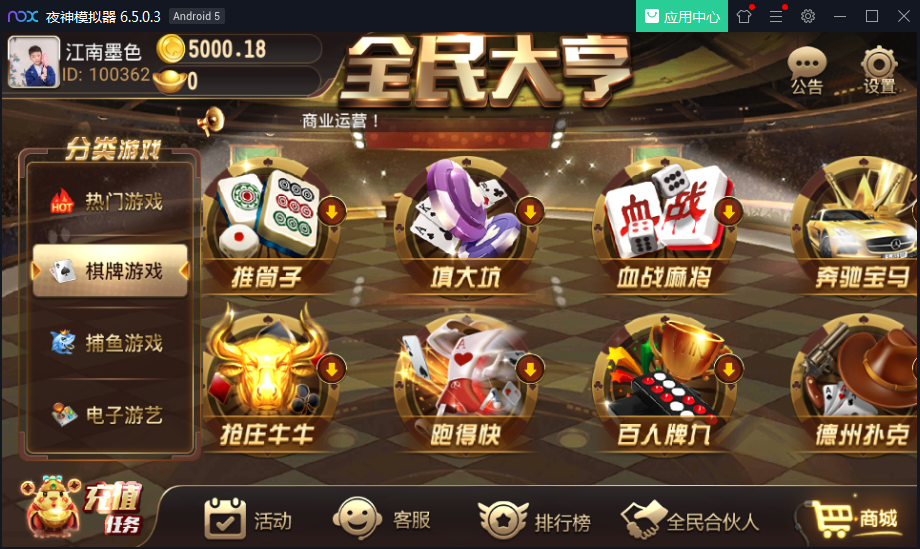 nox 夜神模拟器 6.5.0.3 Android 5 应用中心
江南墨色 5000.18
ID: 100362 0
全民大亨
公告 设置
商业运营！
分类游戏
HOT 热门游戏
棋牌游戏
捕鱼游戏
电子游艺
血战
推筒子 填大坑 血战麻将 奔驰宝马
抢庄牛牛 跑得快 百人牌九 德州扑克
充值
任务
活动 客服 排行榜 全民合伙人 商城